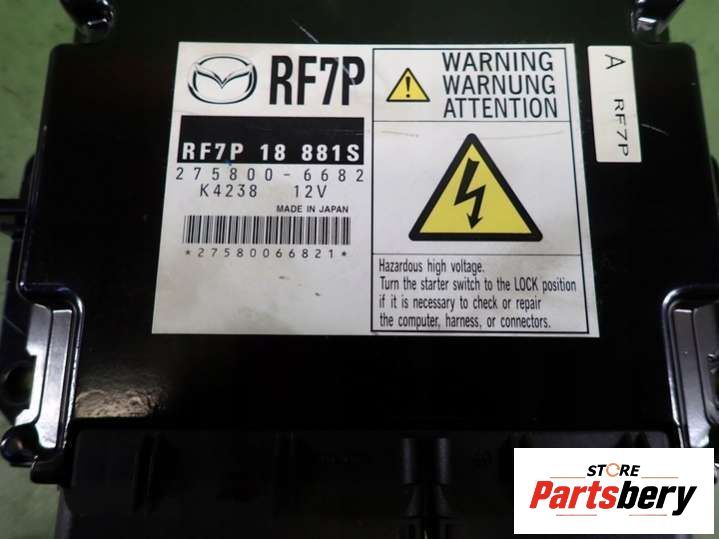 RF7P
RF7P 18 881S
275800-6682
K4238 12V
MADE IN JAPAN
*27580066821*
WARNING
WARNUNG
ATTENTION
Hazardous high voltage.
Turn the starter switch to the LOCK position
if it is necessary to check or repair
the computer, harness, or connectors.
A RF7P
STORE
Partsbery